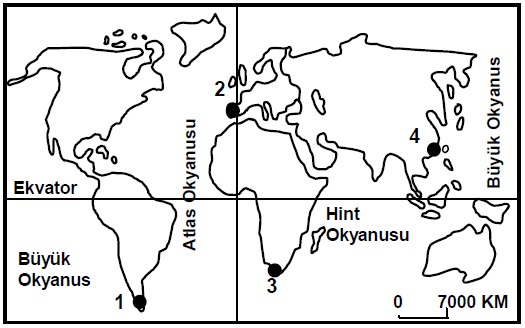 2
4
Atlas Okyanusu
Büyük Okyanus
Ekvator
Hint
Okyanusu
Büyük
Okyanus
1
3
0 7000 KM